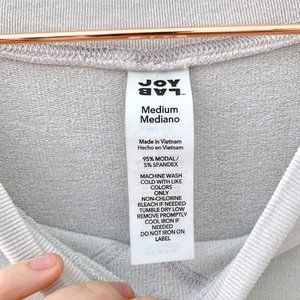 JOY
LAB
Medium
Mediano
Made in Vietnam
Hecho en Vietnam
95% MODAL/
5% SPANDEX
MACHINE WASH
COLD WITH LIKE
COLORS
ONLY
NON-CHLORINE
BLEACH IF NEEDED
TUMBLE DRY LOW
REMOVE PROMPTLY
COOL IRON IF
NEEDED
DO NOT IRON ON
LABEL